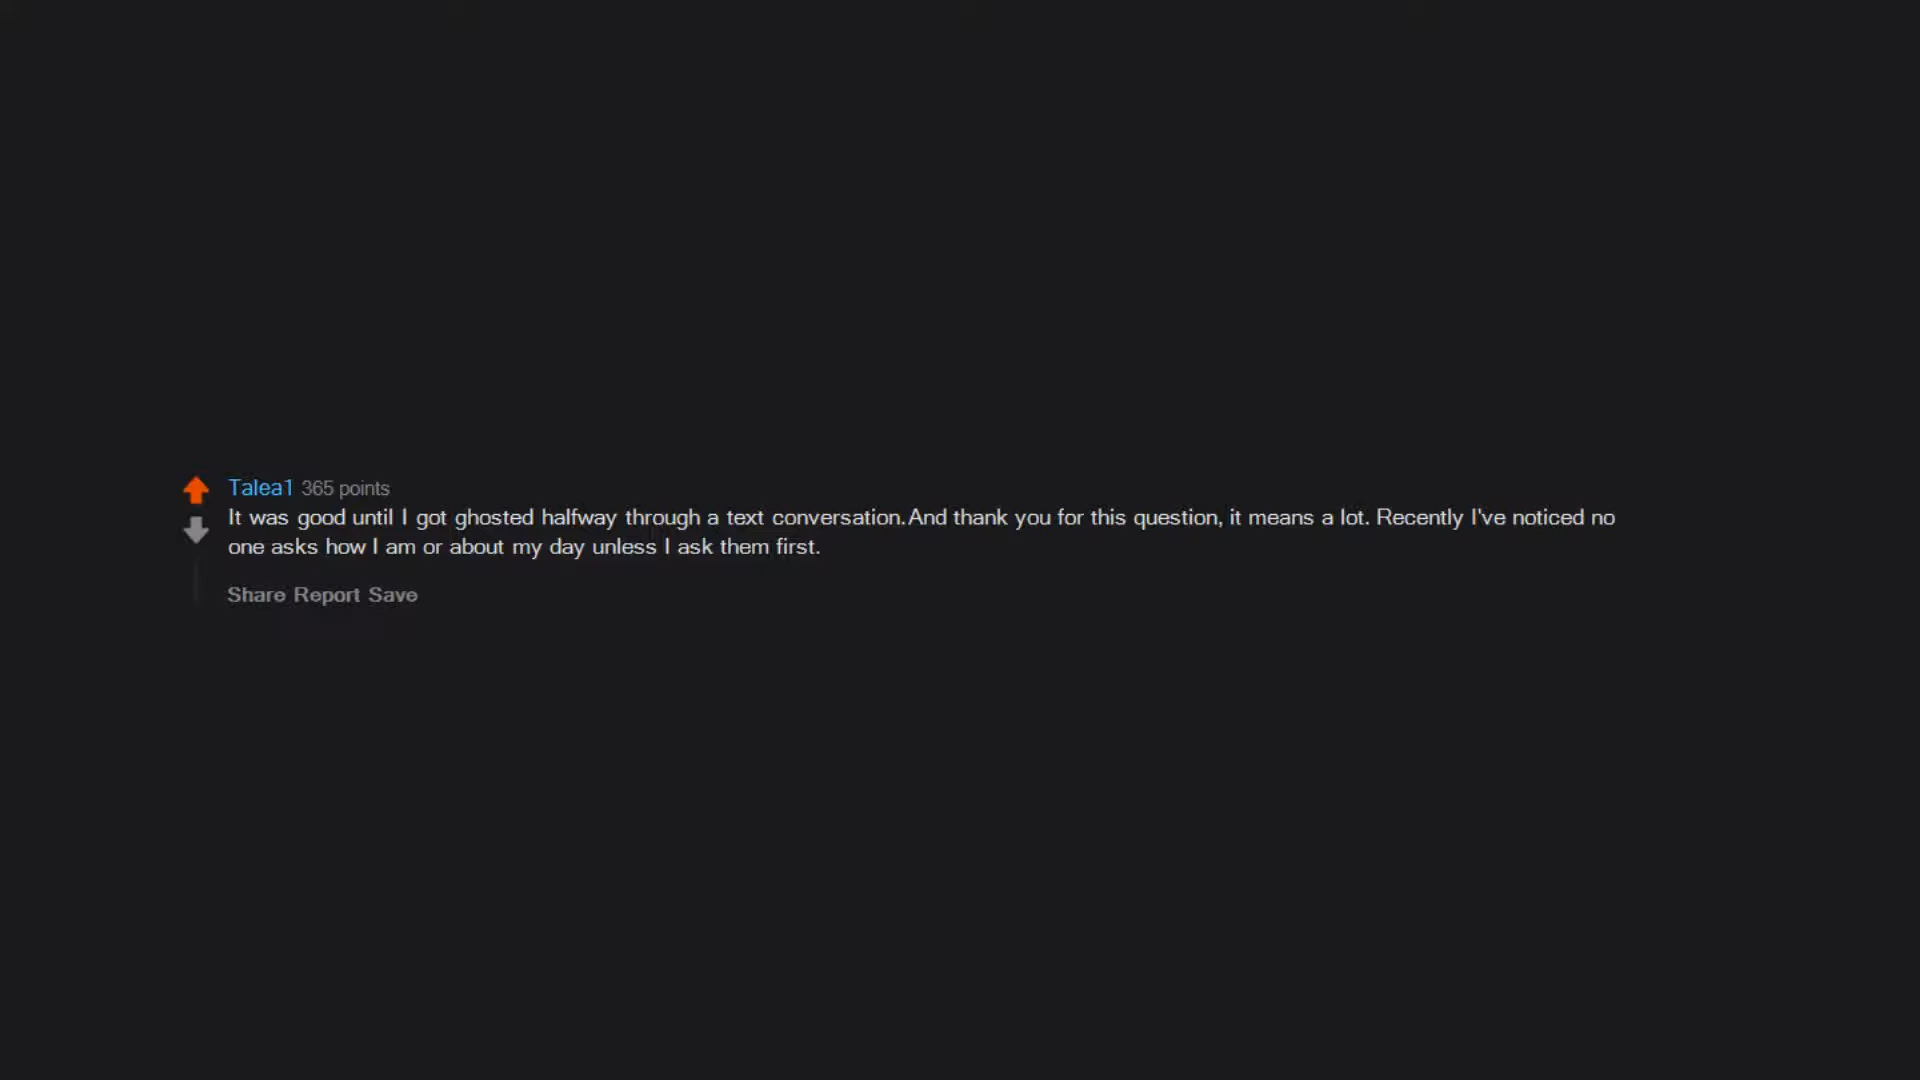 Talea1 365 points
It was good until I got ghosted halfway through a text conversation.And thank you for this question, it means a lot. Recently I've noticed no
one asks how I am or about my day unless I ask them first.
Share Report Save